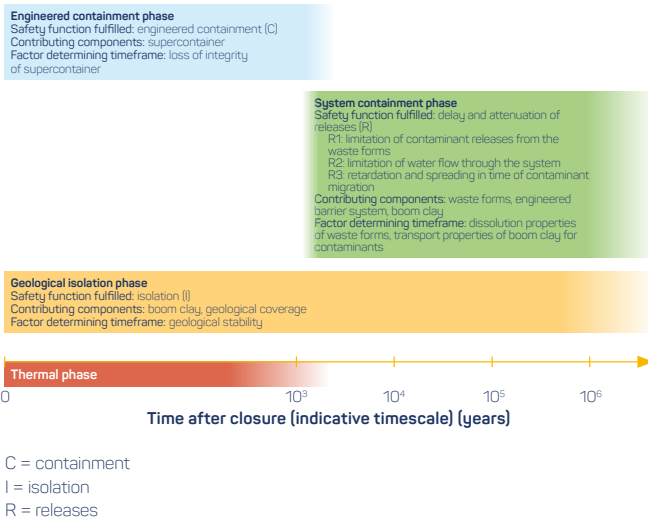 Engineered containment phase
Safety function fulfilled: engineered containment (C)
Contributing components: supercontainer
Factor determining timeframe: loss of integrity
of supercontainer
System containment phase
Safety function fulfilled: delay and attenuation of
releases (R)
R1: limitation of contaminant releases from the
waste forms
R2: limitation of water flow through the system
R3: retardation and spreading in time of contaminant
migration
Contributing components: waste forms, engineered
barrier system, boom clay
Factor determining timeframe: dissolution properties
of waste forms, transport properties of boom clay for
contaminants
Geological isolation phase
Safety function fulfilled: isolation (I)
Contributing components: boom clay, geological coverage
Factor determining timeframe: geological stability
Thermal phase
0 10³ 10⁴ 10⁵ 10⁶
Time after closure (indicative timescale) (years)
C = containment
I = isolation
R = releases